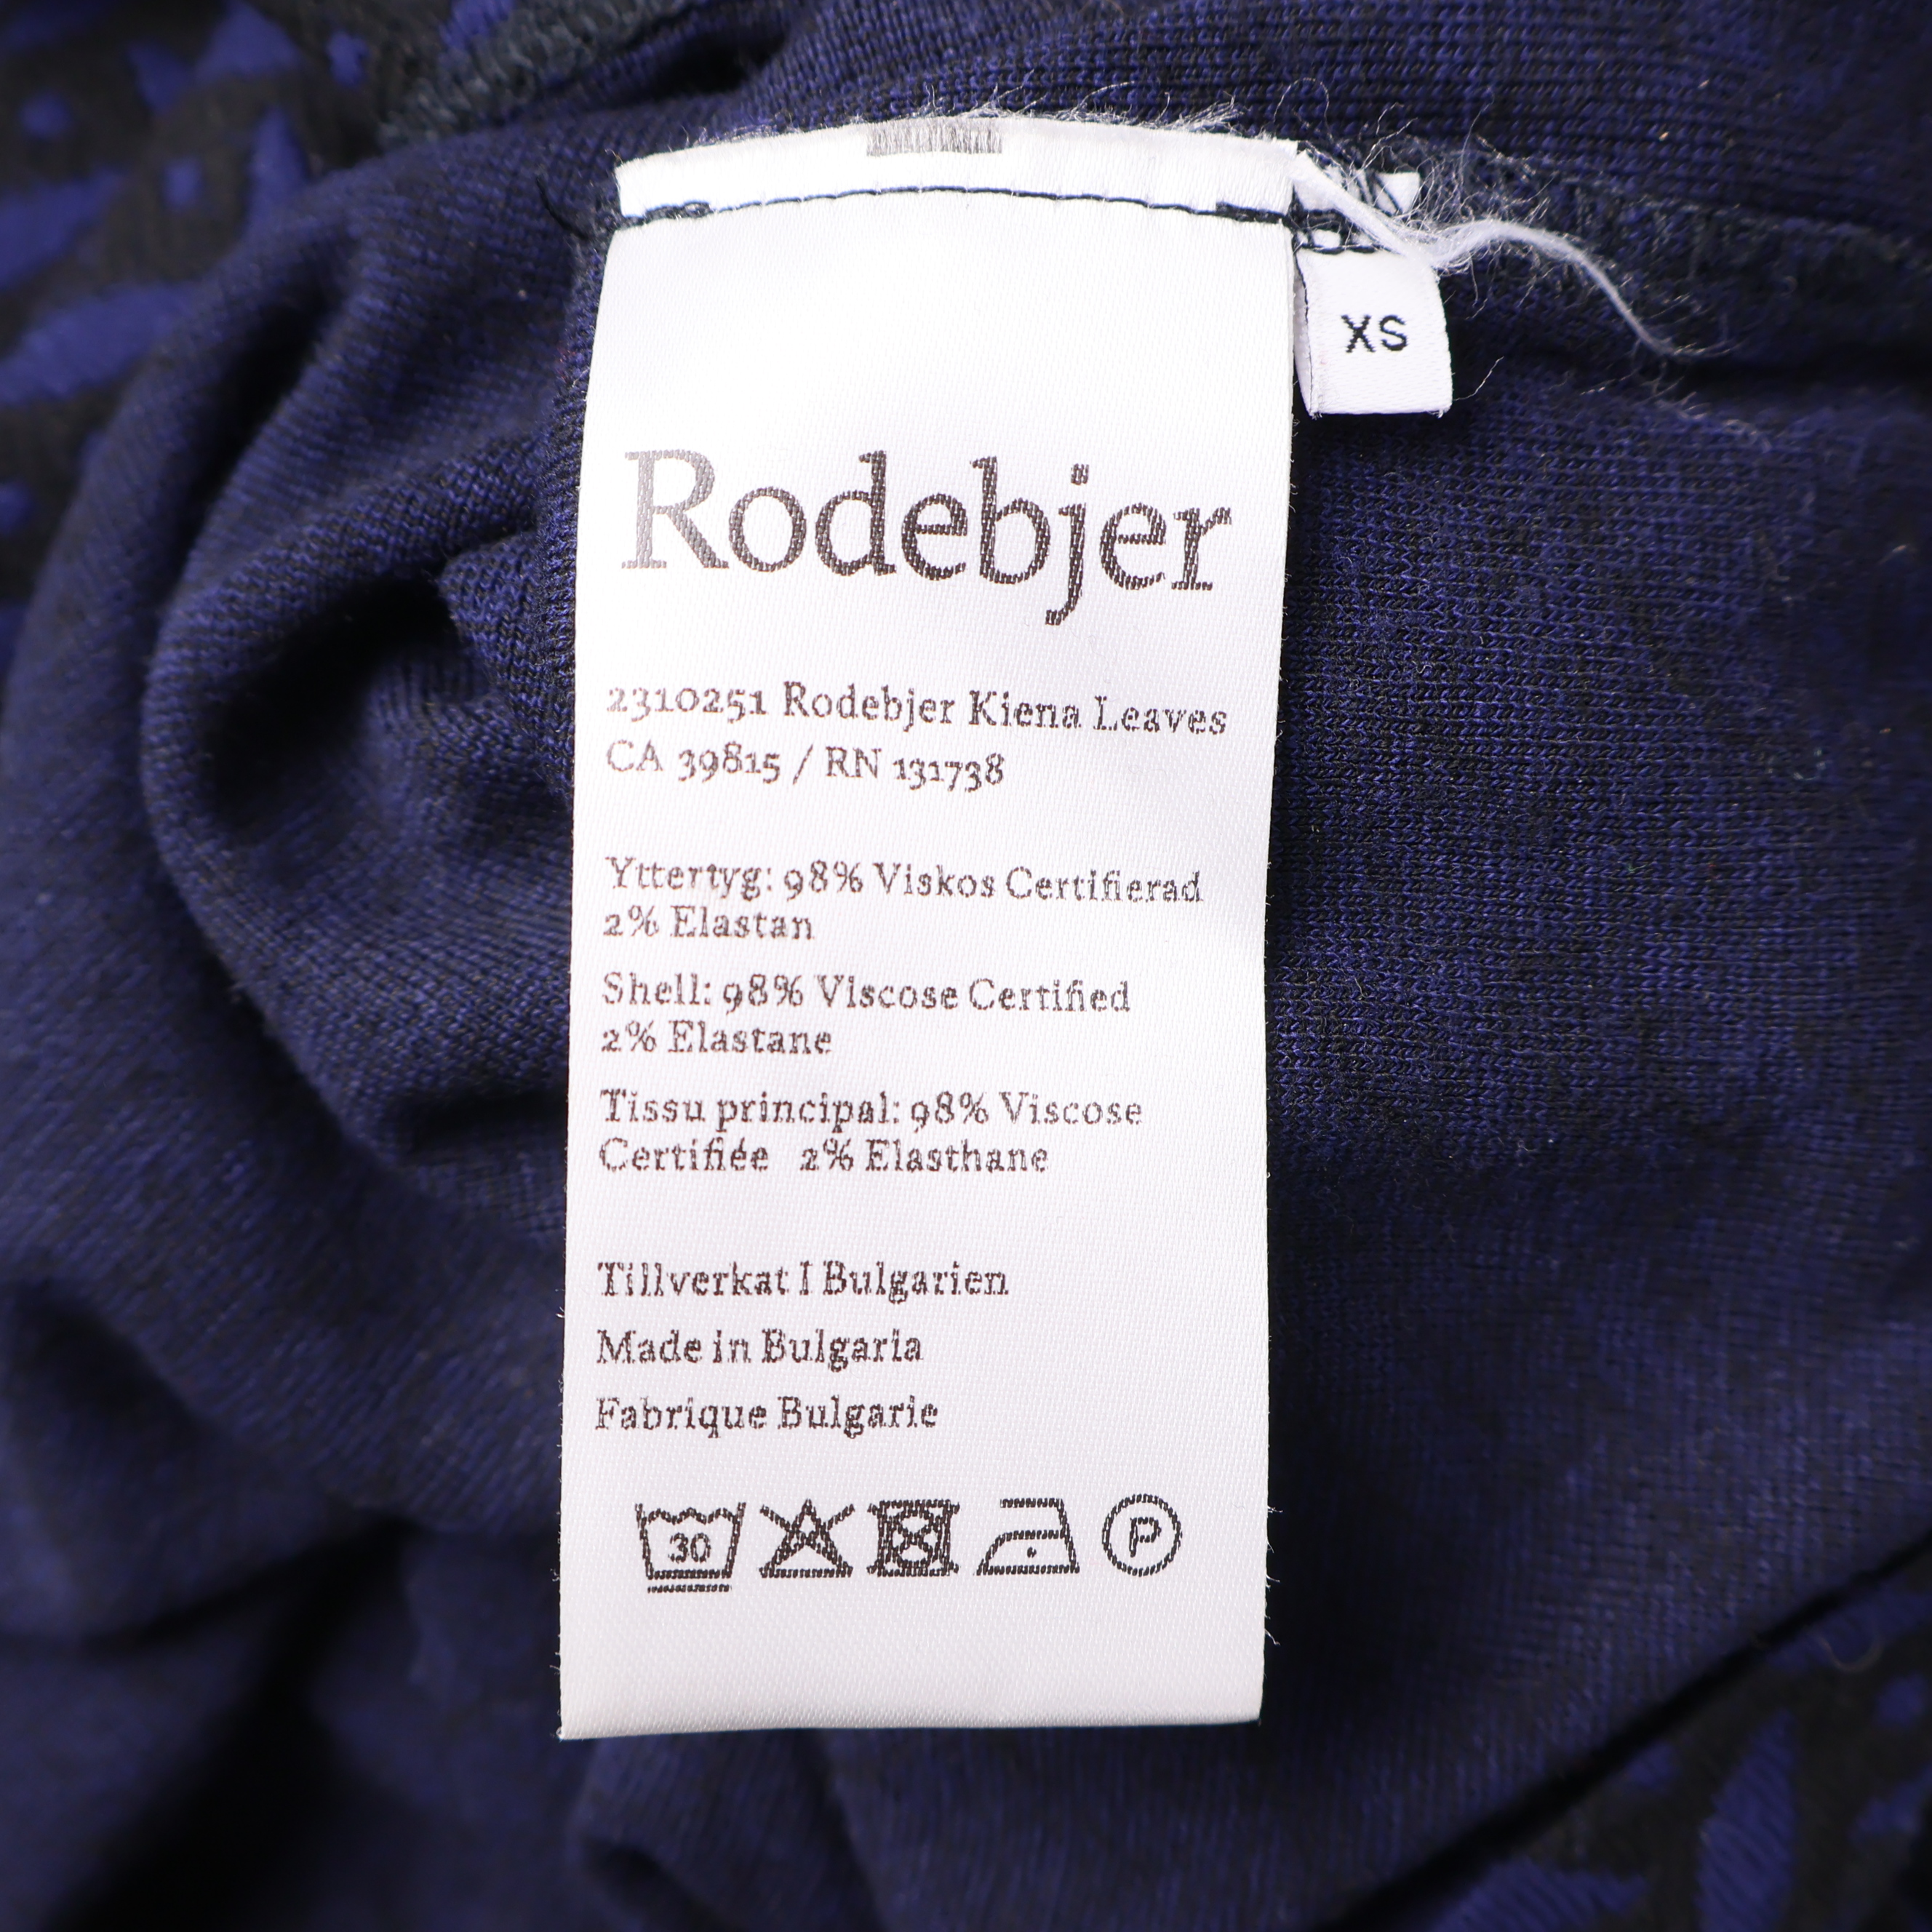 XS
Rodebjer
2310251 Rodebjer Kiena Leaves
CA 39815 / RN 131738
Yttertyg: 98% Viskos Certifierad
2% Elastan
Shell: 98% Viscose Certified
2% Elastane
Tissu principal: 98% Viscose
Certifiée 2% Elasthane
Tillverkat I Bulgarien
Made in Bulgaria
Fabrique Bulgarie
30 P